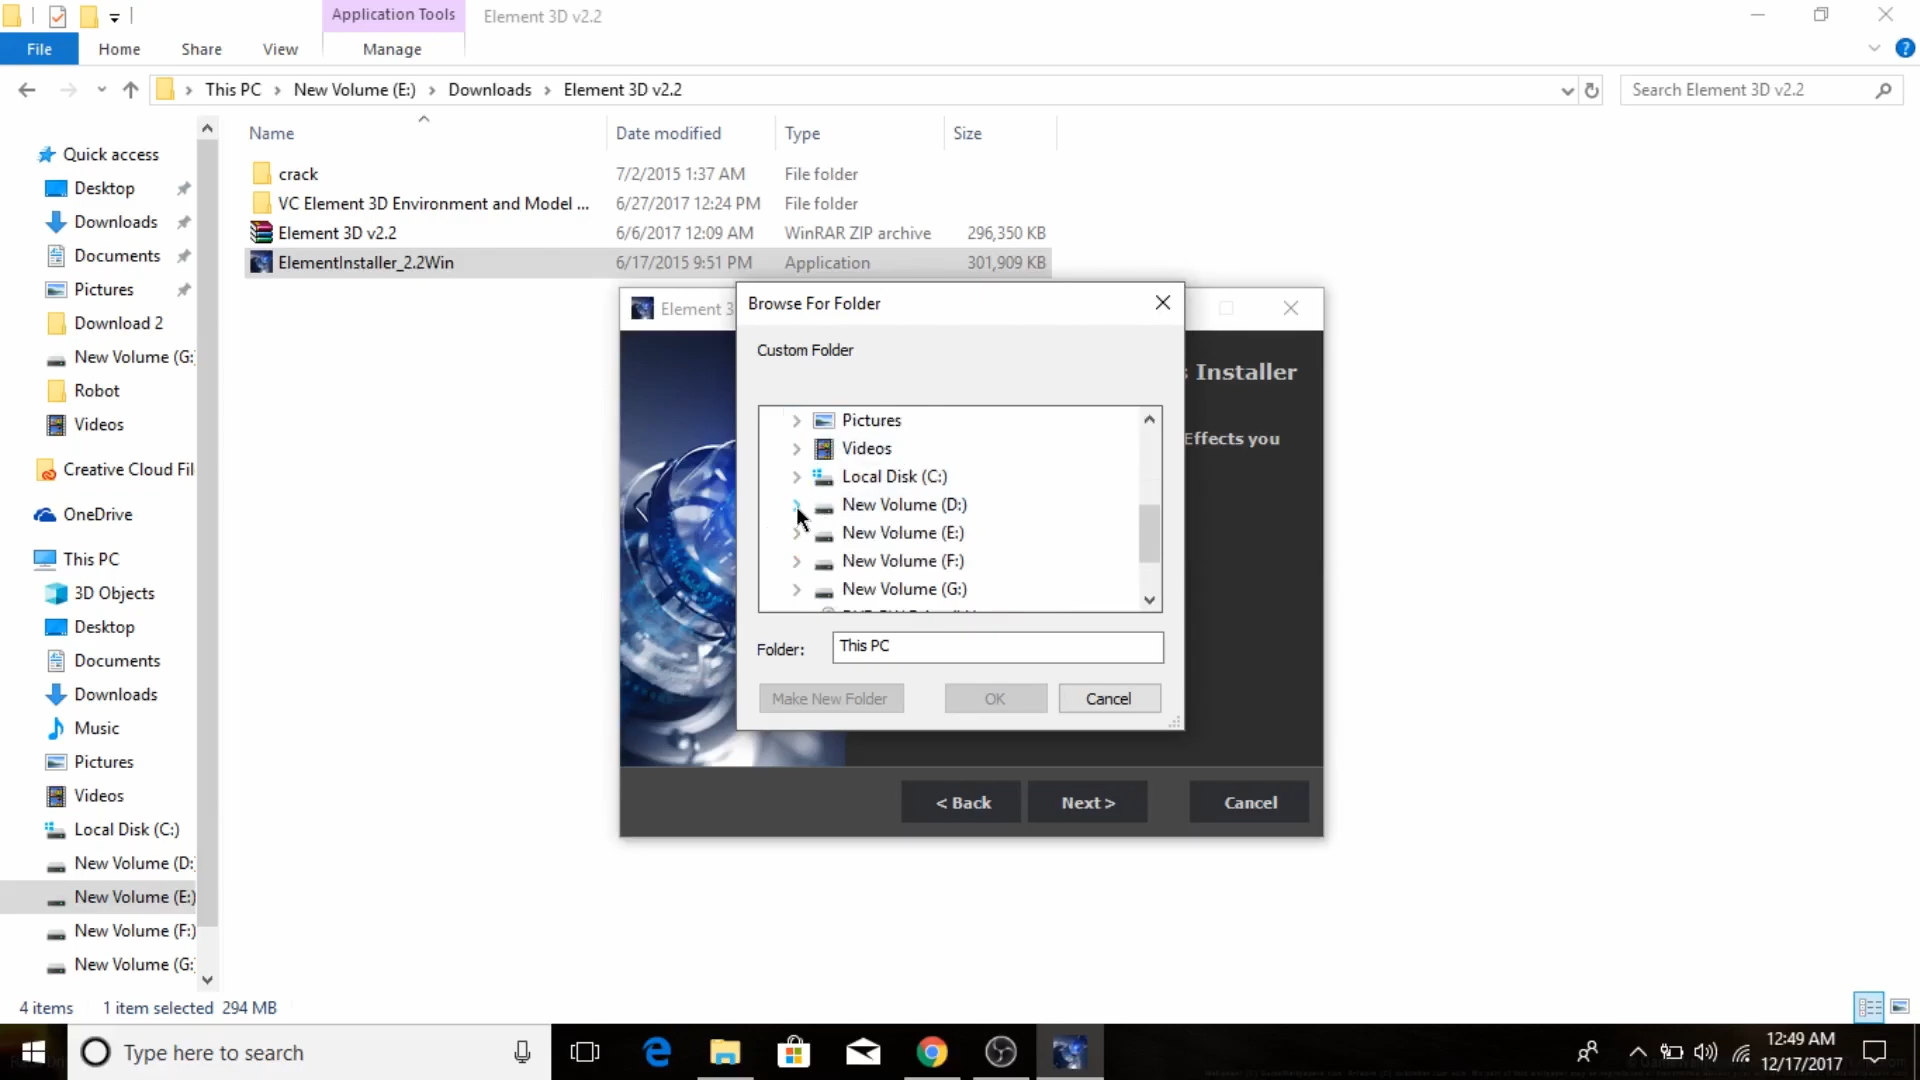 Application Tools
Element 3D v2.2
File
Home
Share
View
Manage
This PC
New Volume (E:)
Downloads
Element 3D v2.2
Search Element 3D v2.2
Name
Date modified
Type
Size
crack
7/2/2015 1:37 AM
File folder
VC Element 3D Environment and Model ...
6/27/2017 12:24 PM
File folder
Element 3D v2.2
6/6/2017 12:09 AM
WinRAR ZIP archive
296,350 KB
ElementInstaller_2.2Win
6/17/2015 9:51 PM
Application
301,909 KB
Quick access
Desktop
Downloads
Documents
Pictures
Download 2
New Volume (G:
Robot
Videos
Creative Cloud Fil
OneDrive
This PC
3D Objects
Desktop
Documents
Downloads
Music
Pictures
Videos
Local Disk (C:)
New Volume (D:
New Volume (E:)
New Volume (F:)
New Volume (G:
Element 3
Installer
Effects you
Browse For Folder
Custom Folder
Pictures
Videos
Local Disk (C:)
New Volume (D:)
New Volume (E:)
New Volume (F:)
New Volume (G:)
Folder:
This PC
Make New Folder
OK
Cancel
< Back
Next >
Cancel
4 items
1 item selected 294 MB
Type here to search
12:49 AM
12/17/2017